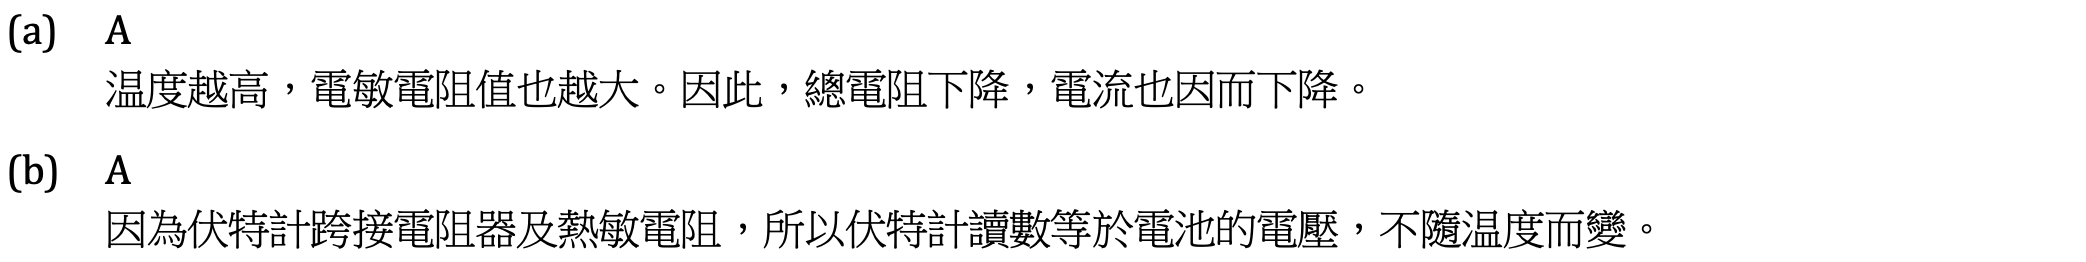 (a) A
温度越高，電敏電阻值也越大。因此，總電阻下降，電流也因而下降。
(b) A
因為伏特計跨接電阻器及熱敏電阻，所以伏特計讀數等於電池的電壓，不隨温度而變。